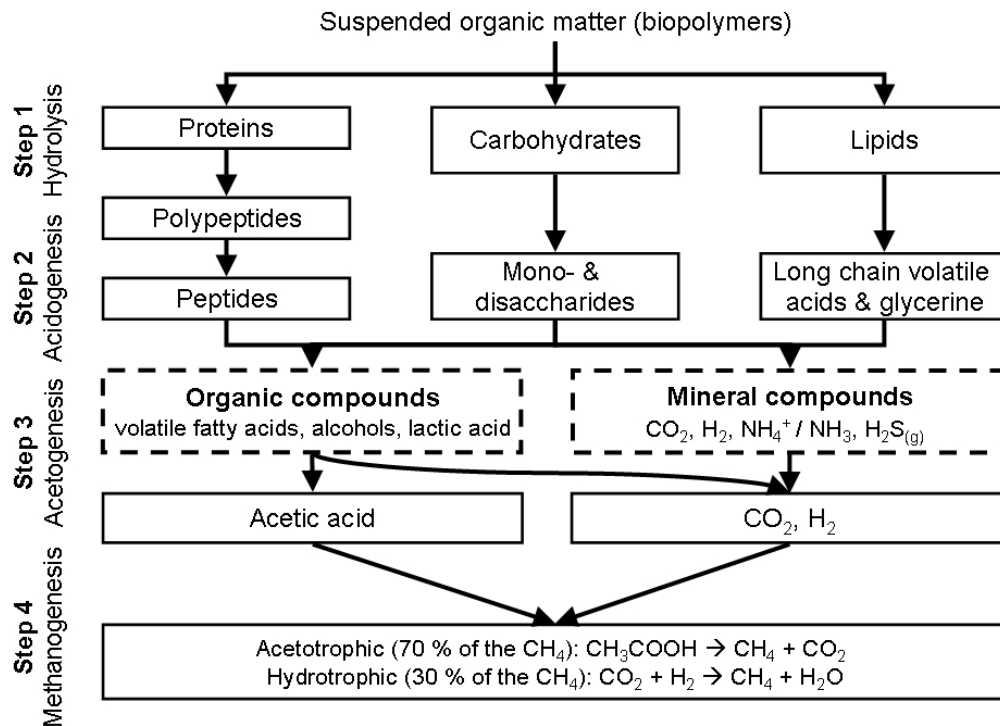 Suspended organic matter (biopolymers)
Step 1
Hydrolysis
Proteins
Carbohydrates
Lipids
Polypeptides
Step 2
Acidogenesis
Peptides
Mono- &
disaccharides
Long chain volatile
acids & glycerine
Step 3
Acetogenesis
Organic compounds
volatile fatty acids, alcohols, lactic acid
Mineral compounds
CO₂, H₂, NH₄⁺ / NH₃, H₂S₍g₎
Acetic acid
CO₂, H₂
Step 4
Methanogenesis
Acetotrophic (70 % of the CH₄): CH₃COOH → CH₄ + CO₂
Hydrotrophic (30 % of the CH₄): CO₂ + H₂ → CH₄ + H₂O